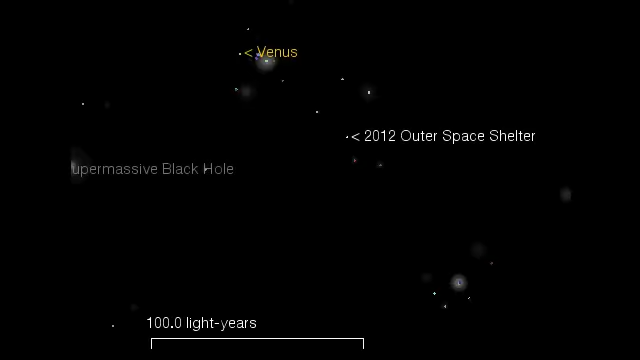 < Venus
< 2012 Outer Space Shelter
upermassive Black Hole
100.0 light-years